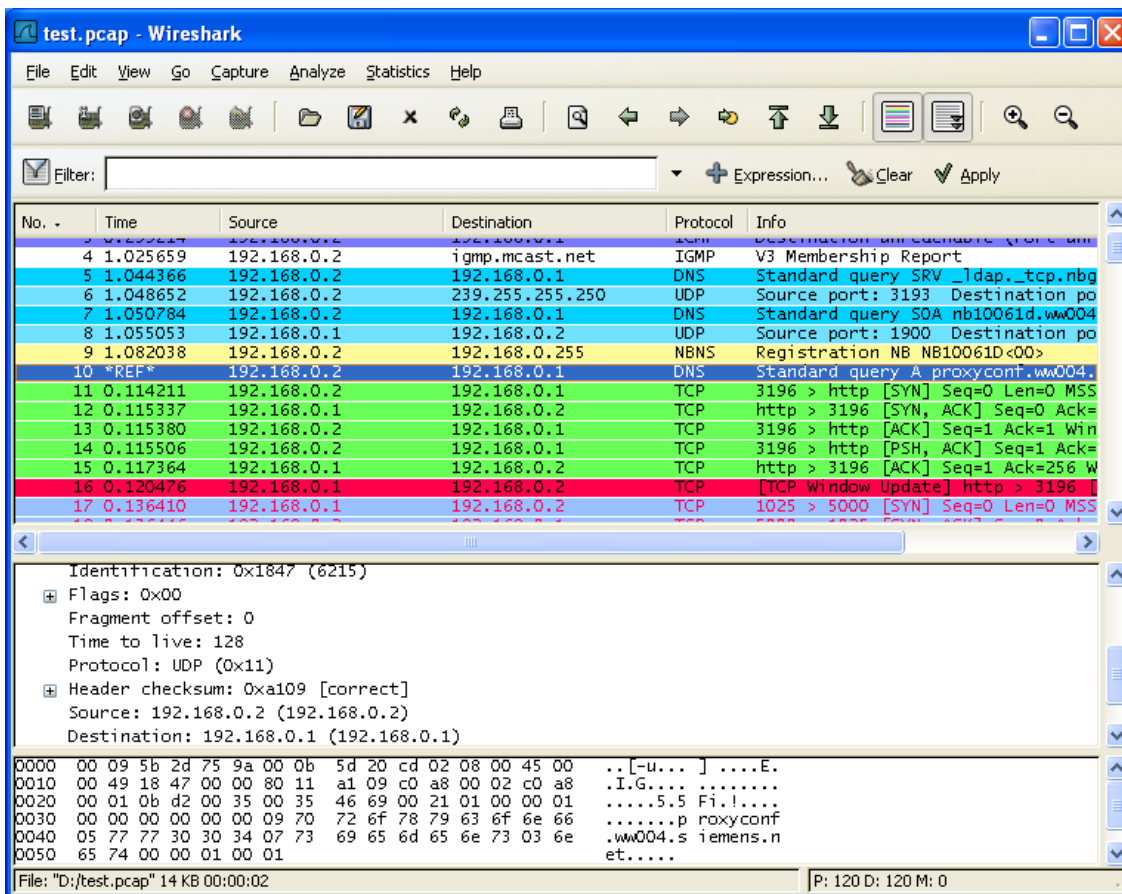 test.pcap - Wireshark
File Edit View Go Capture Analyze Statistics Help
Filter: Expression... Clear Apply
No. Time Source Destination Protocol Info
4 1.025659 192.168.0.2 igmp.mcast.net IGMP V3 Membership Report
5 1.044366 192.168.0.2 192.168.0.1 DNS Standard query SRV _ldap._tcp.nbg
6 1.048652 192.168.0.2 239.255.255.250 UDP Source port: 3193 Destination po
7 1.050784 192.168.0.2 192.168.0.1 DNS Standard query SOA nb10061d.ww004
8 1.055053 192.168.0.1 192.168.0.2 UDP Source port: 1900 Destination po
9 1.082038 192.168.0.2 192.168.0.255 NBNS Registration NB NB10061D<00>
10 *REF* 192.168.0.2 192.168.0.1 DNS Standard query A proxyconf.ww004.
11 0.114211 192.168.0.2 192.168.0.1 TCP 3196 > http [SYN] Seq=0 Len=0 MSS
12 0.115337 192.168.0.1 192.168.0.2 TCP http > 3196 [SYN, ACK] Seq=0 Ack=
13 0.115380 192.168.0.2 192.168.0.1 TCP 3196 > http [ACK] Seq=1 Ack=1 Win
14 0.115506 192.168.0.2 192.168.0.1 TCP 3196 > http [PSH, ACK] Seq=1 Ack=
15 0.117364 192.168.0.1 192.168.0.2 TCP http > 3196 [ACK] Seq=1 Ack=256 W
16 0.120476 192.168.0.1 192.168.0.2 TCP [TCP Window Update] http > 3196 [
17 0.136410 192.168.0.1 192.168.0.2 TCP 1025 > 5000 [SYN] Seq=0 Len=0 MSS
Identification: 0x1847 (6215)
Flags: 0x00
Fragment offset: 0
Time to live: 128
Protocol: UDP (0x11)
Header checksum: 0xa109 [correct]
Source: 192.168.0.2 (192.168.0.2)
Destination: 192.168.0.1 (192.168.0.1)
0000 00 09 5b 2d 75 9a 00 0b 5d 20 cd 02 08 00 45 00 ..[-u... ] ....E.
0010 00 49 18 47 00 00 80 11 a1 09 c0 a8 00 02 c0 a8 .I.G.... ........
0020 00 01 0b d2 00 35 00 35 46 69 00 21 01 00 00 01 .....5.5 Fi.!....
0030 00 00 00 00 00 00 09 70 72 6f 78 79 63 6f 6e 66 .......p roxyconf
0040 05 77 77 30 30 34 07 73 69 65 6d 65 6e 73 03 6e .ww004.s iemens.n
0050 65 74 00 00 01 00 01 et.....
File: "D:/test.pcap" 14 KB 00:00:02 P: 120 D: 120 M: 0